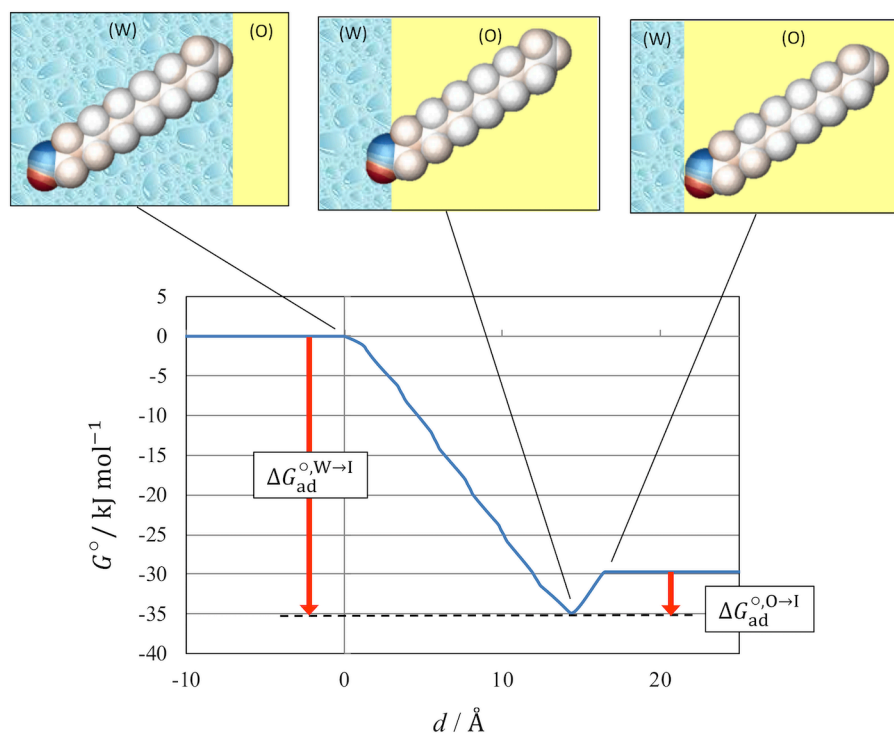 (W) (O)
(W) (O)
(W) (O)
5
0
-5
-10
-15
-20
-25
-30
-35
-40
G° / kJ mol⁻¹
ΔG°,W→I ad
ΔG°,O→I ad
-10 0 10 20
d / Å